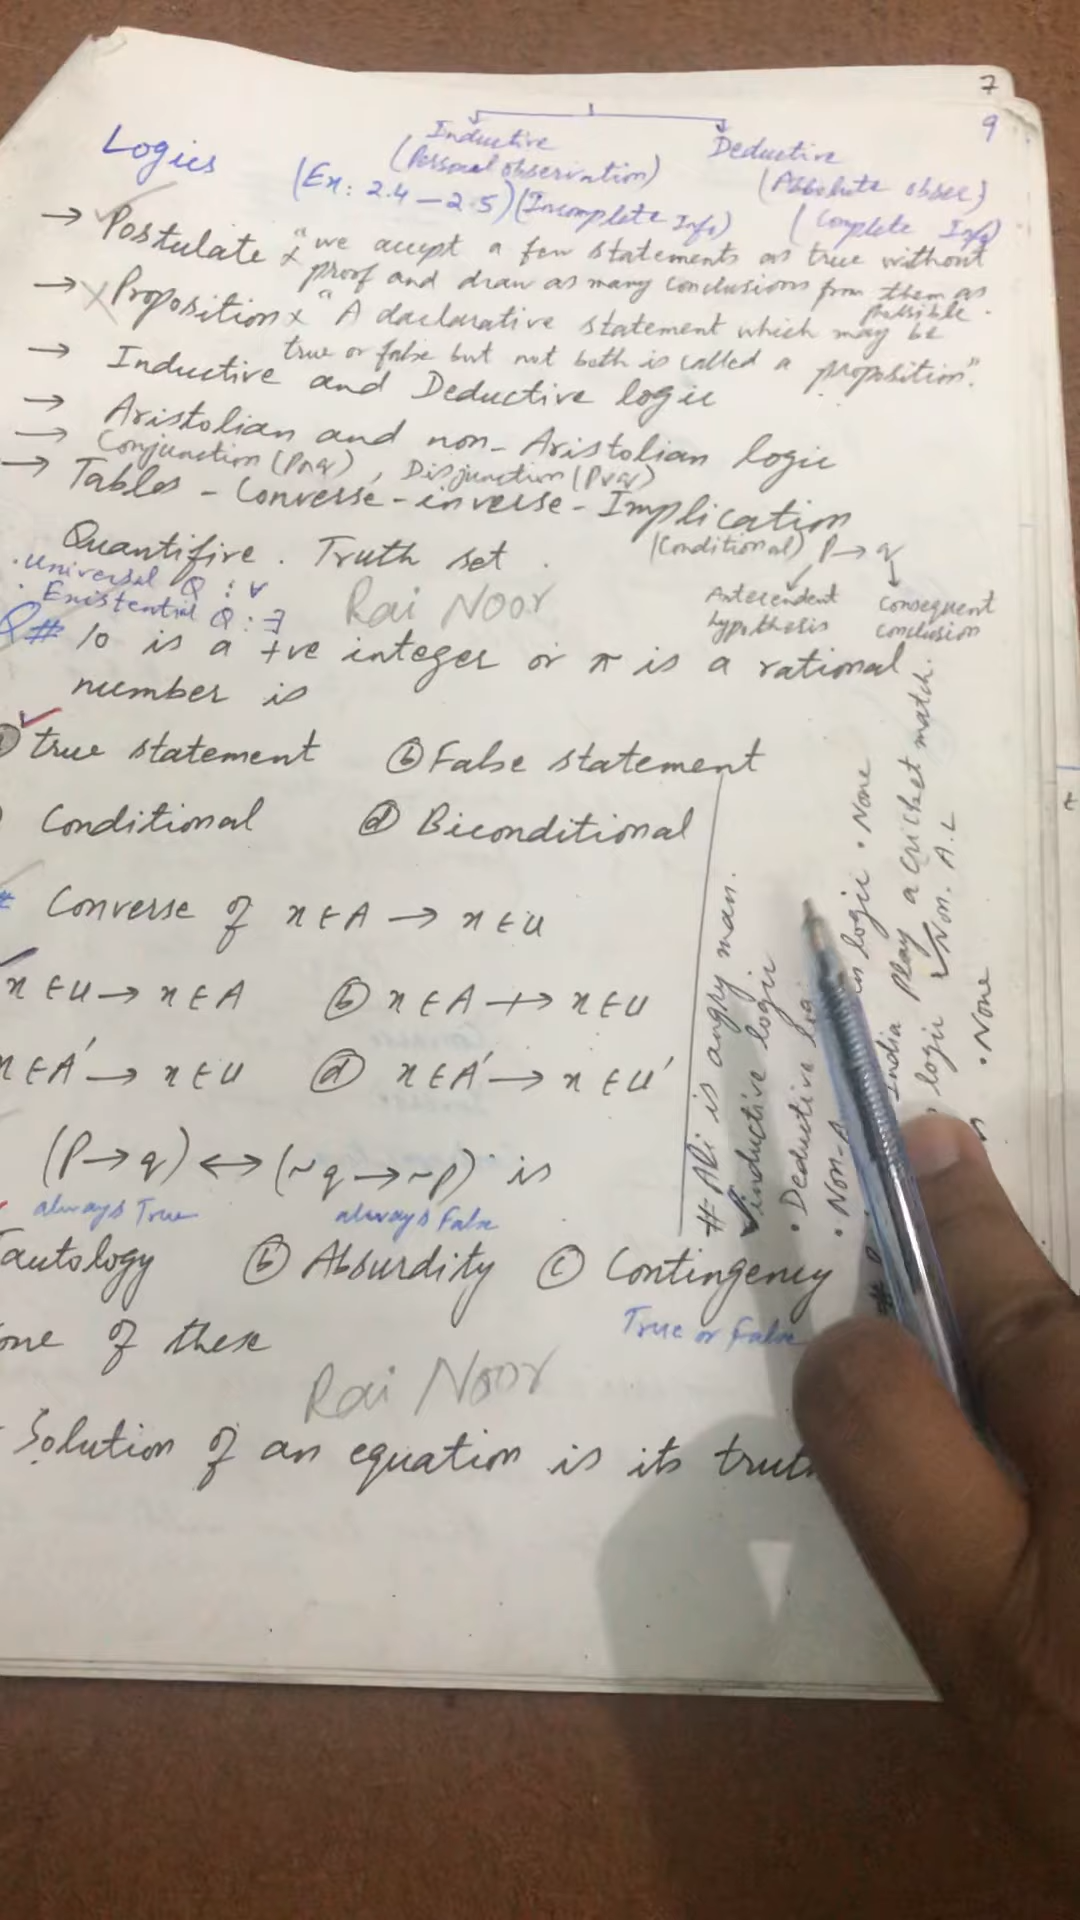 7
9
Logics
Inductive
(Personal observation)
(Ex: 2.4 – 2.5) (Incomplete Info)
Deductive
(Absolute obser)
(Complete Info)
→ Postulate "we accept a few statements as true without
proof and draw as many conclusions from them as
possible.
→ Proposition "A daclarative statement which may be
true or false but not both is called a proposition".
→ Inductive and Deductive logic
→ Aristolian and non-Aristolian logic
→ Conjunction (P∧q), Disjunction (P∨q)
→ Tables - Converse - inverse - Implication
(Conditional) P → q
Antecendent
hypothesis
Consequent
conclusion
Quantifire. Truth set.
. Universal Q : ∀
. Existential Q : ∃
Rai Noor
Q# 10 is a +ve integer or π is a rational
number is
true statement (b) False statement
Conditional (d) Biconditional
# Converse of x ∈ A → x ∈ U
x ∈ U → x ∈ A (b) x ∈ A ↛ x ∈ U
x ∈ A' → x ∈ U (d) x ∈ A' → x ∈ U'
(P → q) ↔ (~q → ~p) is
always True always False
autology (b) Absurdity (c) Contingency
True or False
one of these
Rai Noor
Solution of an equation is its trut
# Ali is angry man.
✓ inductive logic
• Deductive
• Non-A
logic • None
India Play a cricket match.
logic ✓ Non. A. L
• None